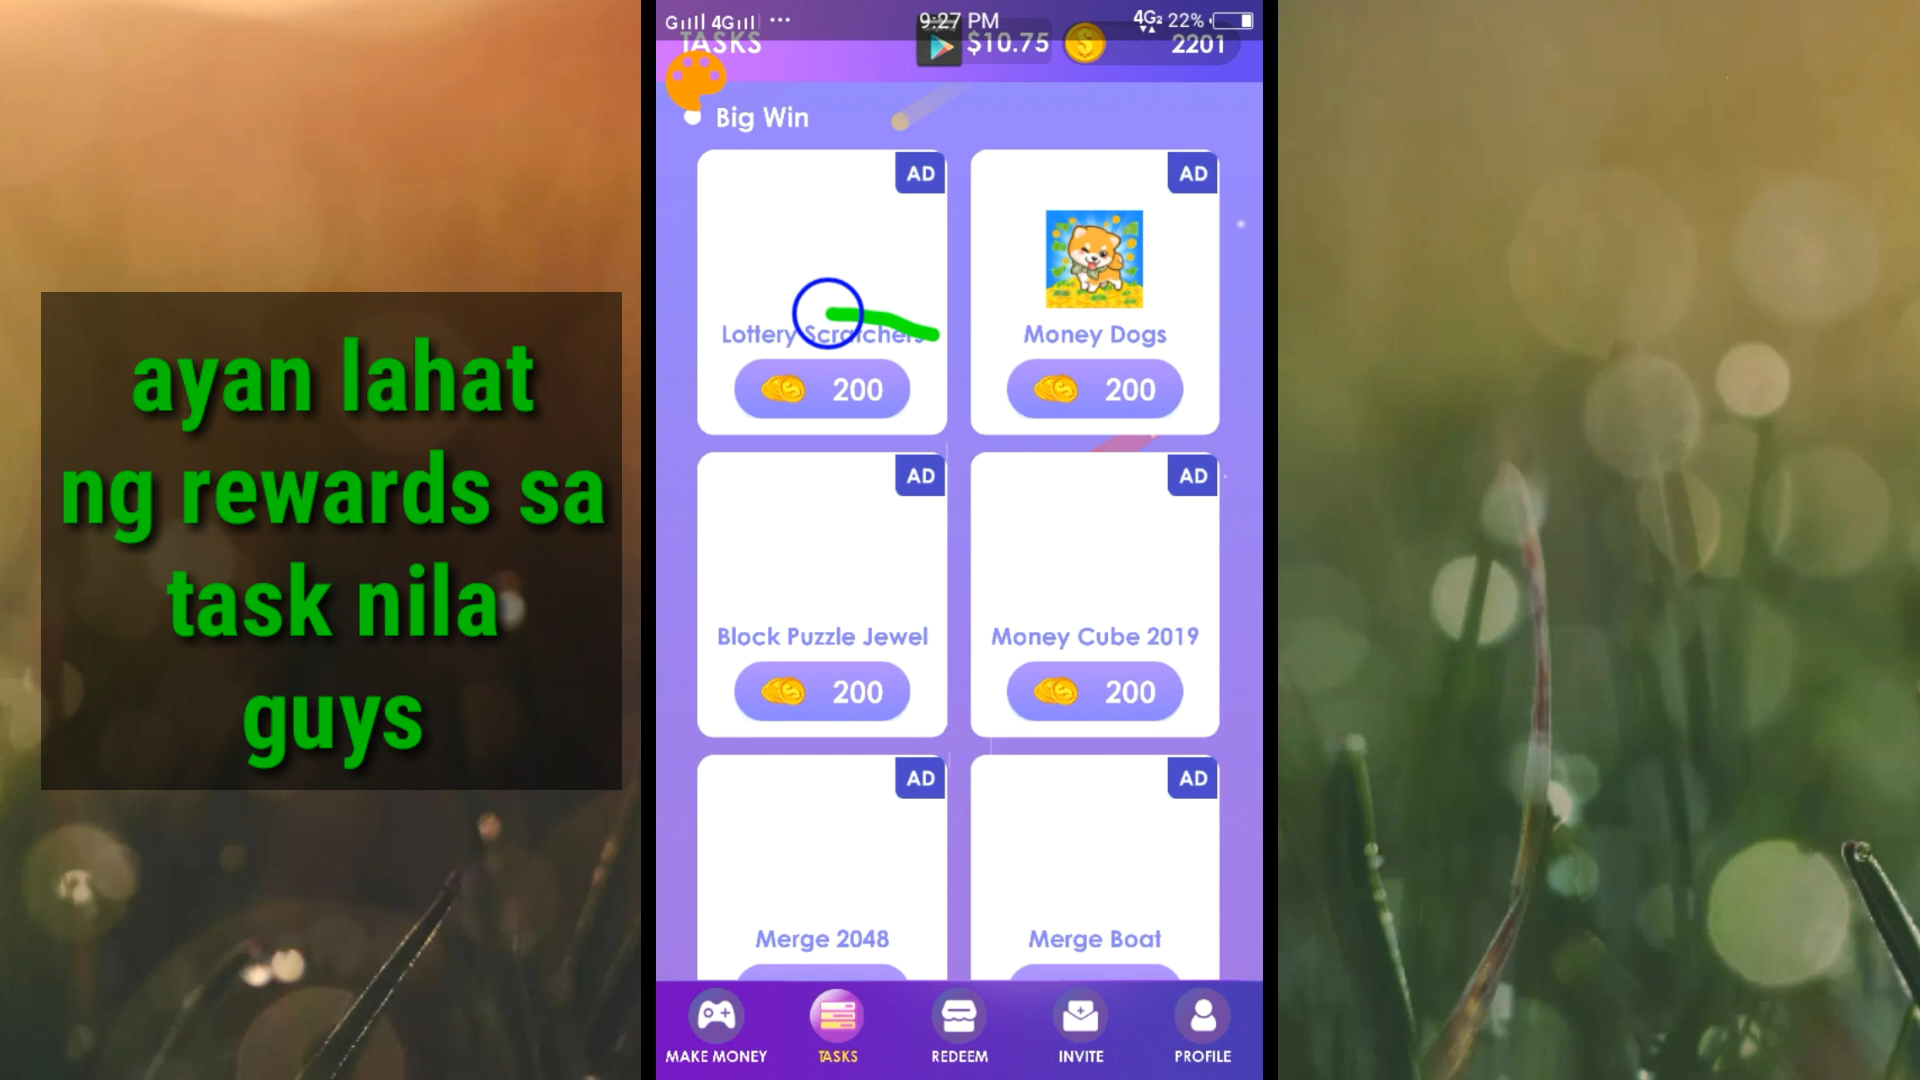 ayan lahat
ng rewards sa
task nila
guys
G 4G ... 9:27 PM 4G2 22%
TASKS $10.75 2201
Big Win
AD AD
Lottery Scratchers Money Dogs
200 200
AD AD
Block Puzzle Jewel Money Cube 2019
200 200
AD AD
Merge 2048 Merge Boat
MAKE MONEY TASKS REDEEM INVITE PROFILE